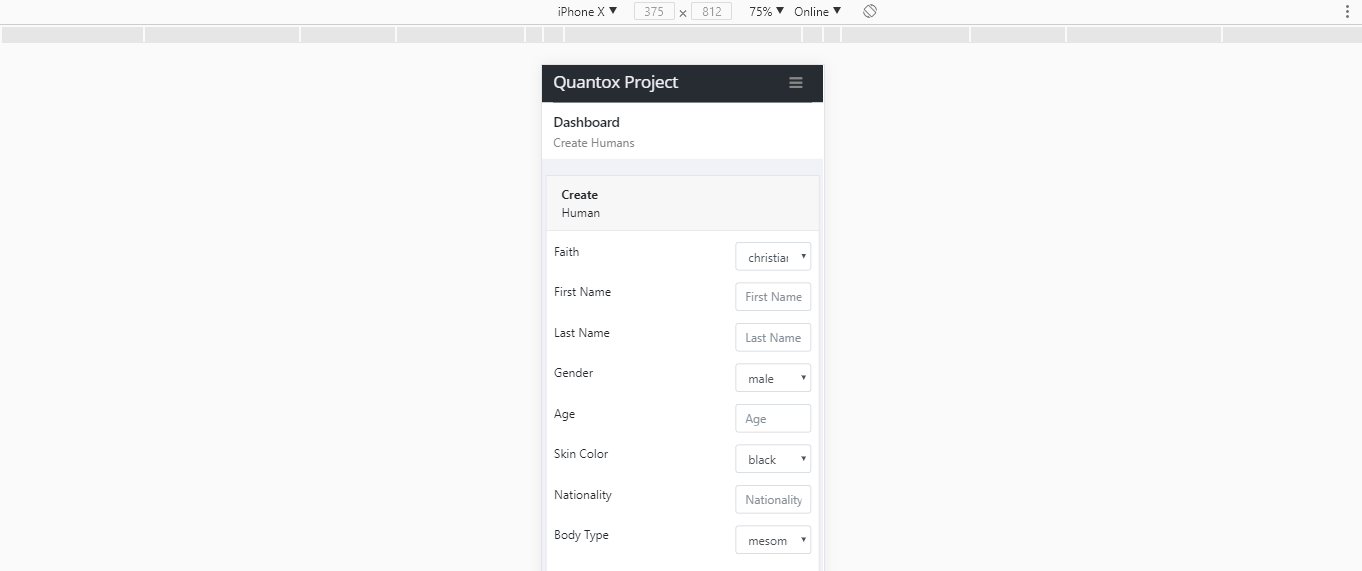 iPhone X ▼ 375 × 812 75% ▼ Online ▼
Quantox Project
Dashboard
Create Humans
Create
Human
Faith christian
First Name First Name
Last Name Last Name
Gender male
Age Age
Skin Color black
Nationality Nationality
Body Type mesom